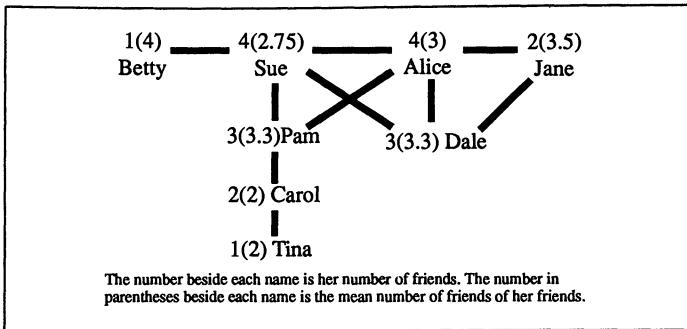 1(4) 4(2.75) 4(3) 2(3.5)
Betty Sue Alice Jane
3(3.3)Pam 3(3.3) Dale
2(2) Carol
1(2) Tina
The number beside each name is her number of friends. The number in
parentheses beside each name is the mean number of friends of her friends.